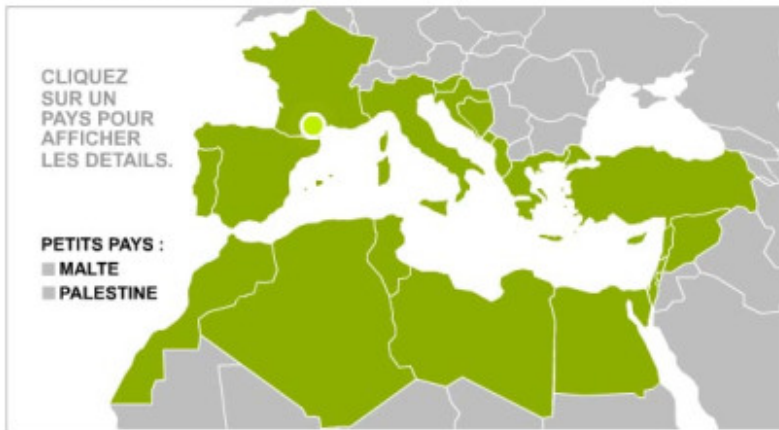 CLIQUEZ
SUR UN
PAYS POUR
AFFICHER
LES DETAILS.
PETITS PAYS :
MALTE
PALESTINE